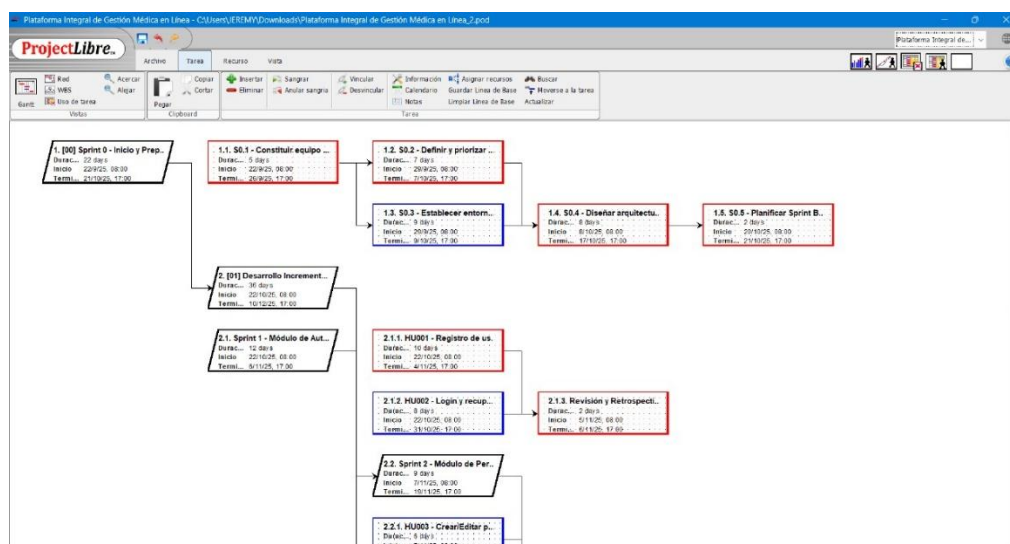 Plataforma Integral de Gestión Médica en Línea - C:\Users\JEREMY\Downloads\Plataforma Integral de Gestión Médica en Línea_2.pod
ProjectLibre
Plataforma Integral de...
Archivo Tarea Recurso Vista
Red Acercar Copiar Insertar Sangrar Vincular Información Asignar recursos Buscar
WBS Alejar Cortar Eliminar Anular sangría Desvincular Calendario Guardar Línea de Base Moverse a la tarea
Gantt Uso de tarea Pegar Notas Limpiar Línea de Base Actualizar
Vistas Clipboard Tarea
1. [00] Sprint 0 - Inicio y Prep..
Durac... 22 days
Inicio 22/9/25, 08:00
Termi... 21/10/25, 17:00
1.1. S0.1 - Constituir equipo ...
Durac... 5 days
Inicio 22/9/25, 08:00
Termi... 26/9/25, 17:00
1.2. S0.2 - Definir y priorizar ...
Durac... 7 days
Inicio 29/9/25, 08:00
Termi... 7/10/25, 17:00
1.3. S0.3 - Establecer entorn...
Durac... 9 days
Inicio 29/9/25, 08:00
Termi... 9/10/25, 17:00
1.4. S0.4 - Diseñar arquitectu..
Durac... 8 days
Inicio 8/10/25, 08:00
Termi... 17/10/25, 17:00
1.5. S0.5 - Planificar Sprint B..
Durac... 2 days
Inicio 20/10/25, 08:00
Termi... 21/10/25, 17:00
2. [01] Desarrollo Increment...
Durac... 36 days
Inicio 22/10/25, 08:00
Termi... 10/12/25, 17:00
2.1. Sprint 1 - Módulo de Aut...
Durac... 12 days
Inicio 22/10/25, 08:00
Termi... 6/11/25, 17:00
2.1.1. HU001 - Registro de us.
Durac... 10 days
Inicio 22/10/25, 08:00
Termi... 4/11/25, 17:00
2.1.2. HU002 - Login y recup...
Durac... 8 days
Inicio 22/10/25, 08:00
Termi... 31/10/25, 17:00
2.1.3. Revisión y Retrospecti..
Durac... 2 days
Inicio 5/11/25, 08:00
Termi... 6/11/25, 17:00
2.2. Sprint 2 - Módulo de Per...
Durac... 9 days
Inicio 7/11/25, 08:00
Termi... 19/11/25, 17:00
2.2.1. HU003 - Crear/Editar p...
Durac... 6 days